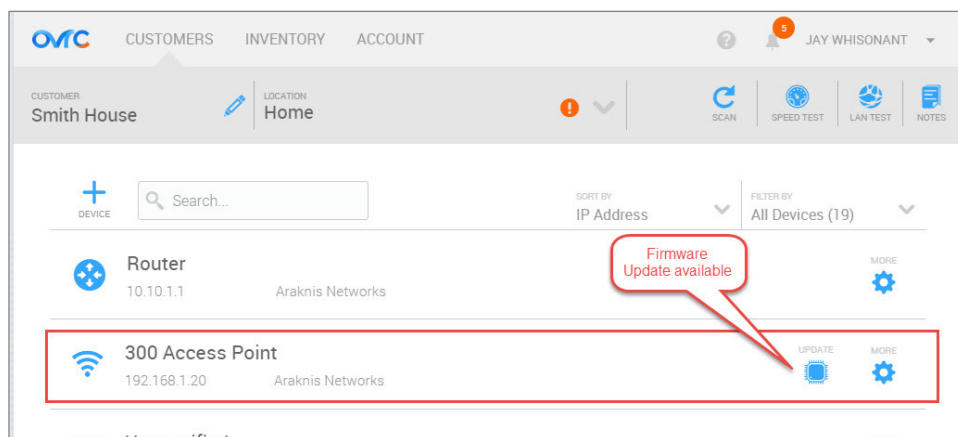 OvrC CUSTOMERS INVENTORY ACCOUNT 5 JAY WHISONANT
CUSTOMER LOCATION
Smith House Home
SCAN SPEED TEST LAN TEST NOTES
DEVICE Search...
SORT BY FILTER BY
IP Address All Devices (19)
Firmware
Update available
Router MORE
10.10.1.1 Araknis Networks
300 Access Point UPDATE MORE
192.168.1.20 Araknis Networks